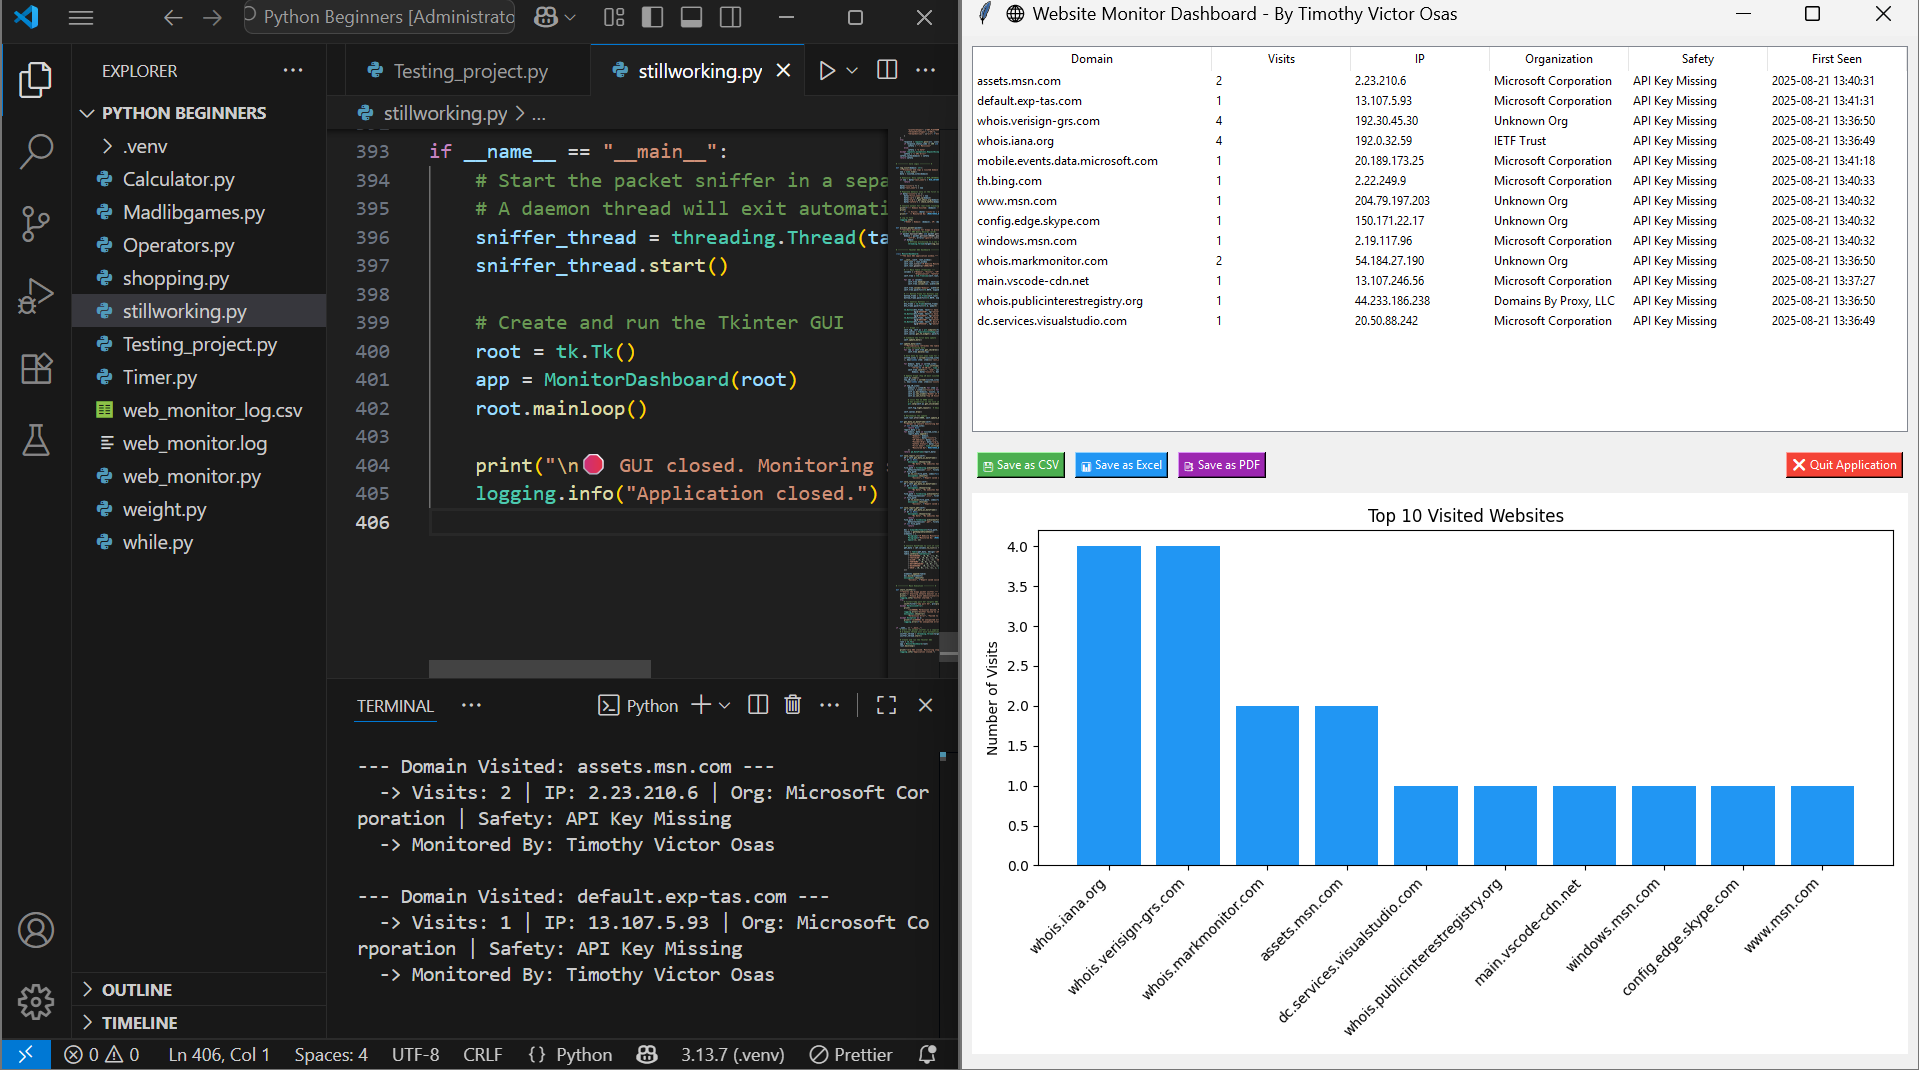 Python Beginners [Administrato
EXPLORER
PYTHON BEGINNERS
.venv
Calculator.py
Madlibgames.py
Operators.py
shopping.py
stillworking.py
Testing_project.py
Timer.py
web_monitor_log.csv
web_monitor.log
web_monitor.py
weight.py
while.py
OUTLINE
TIMELINE
Testing_project.py
stillworking.py
stillworking.py > ...
393 if __name__ == "__main__":
394 # Start the packet sniffer in a sepa
395 # A daemon thread will exit automati
396 sniffer_thread = threading.Thread(ta
397 sniffer_thread.start()
398
399 # Create and run the Tkinter GUI
400 root = tk.Tk()
401 app = MonitorDashboard(root)
402 root.mainloop()
403
404 print("\n🛑 GUI closed. Monitoring
405 logging.info("Application closed.")
406
TERMINAL
Python
--- Domain Visited: assets.msn.com ---
-> Visits: 2 | IP: 2.23.210.6 | Org: Microsoft Cor
poration | Safety: API Key Missing
-> Monitored By: Timothy Victor Osas
--- Domain Visited: default.exp-tas.com ---
-> Visits: 1 | IP: 13.107.5.93 | Org: Microsoft Co
rporation | Safety: API Key Missing
-> Monitored By: Timothy Victor Osas
0 0 Ln 406, Col 1 Spaces: 4 UTF-8 CRLF {} Python 3.13.7 (.venv) Prettier
Website Monitor Dashboard - By Timothy Victor Osas
Domain Visits IP Organization Safety First Seen
assets.msn.com 2 2.23.210.6 Microsoft Corporation API Key Missing 2025-08-21 13:40:31
default.exp-tas.com 1 13.107.5.93 Microsoft Corporation API Key Missing 2025-08-21 13:41:31
whois.verisign-grs.com 4 192.30.45.30 Unknown Org API Key Missing 2025-08-21 13:36:50
whois.iana.org 4 192.0.32.59 IETF Trust API Key Missing 2025-08-21 13:36:49
mobile.events.data.microsoft.com 1 20.189.173.25 Microsoft Corporation API Key Missing 2025-08-21 13:41:18
th.bing.com 1 2.22.249.9 Microsoft Corporation API Key Missing 2025-08-21 13:40:33
www.msn.com 1 204.79.197.203 Unknown Org API Key Missing 2025-08-21 13:40:32
config.edge.skype.com 1 150.171.22.17 Unknown Org API Key Missing 2025-08-21 13:40:32
windows.msn.com 1 2.19.117.96 Microsoft Corporation API Key Missing 2025-08-21 13:40:32
whois.markmonitor.com 2 54.184.27.190 Unknown Org API Key Missing 2025-08-21 13:36:50
main.vscode-cdn.net 1 13.107.246.56 Microsoft Corporation API Key Missing 2025-08-21 13:37:27
whois.publicinterestregistry.org 1 44.233.186.238 Domains By Proxy, LLC API Key Missing 2025-08-21 13:36:50
dc.services.visualstudio.com 1 20.50.88.242 Microsoft Corporation API Key Missing 2025-08-21 13:36:49
Save as CSV
Save as Excel
Save as PDF
Quit Application
Top 10 Visited Websites
Number of Visits
4.0
3.5
3.0
2.5
2.0
1.5
1.0
0.5
0.0
whois.iana.org
whois.verisign-grs.com
whois.markmonitor.com
assets.msn.com
dc.services.visualstudio.com
whois.publicinterestregistry.org
main.vscode-cdn.net
windows.msn.com
config.edge.skype.com
www.msn.com